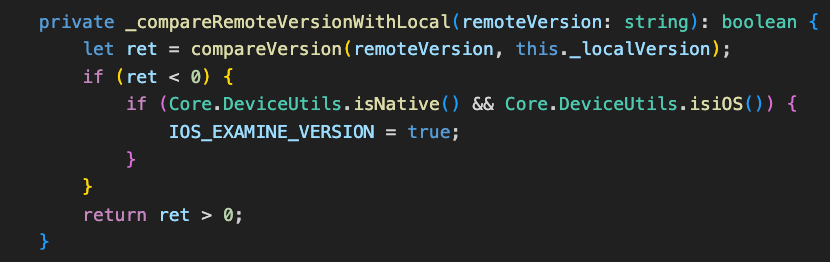 private _compareRemoteVersionWithLocal(remoteVersion: string): boolean {
let ret = compareVersion(remoteVersion, this._localVersion);
if (ret < 0) {
if (Core.DeviceUtils.isNative() && Core.DeviceUtils.isiOS()) {
IOS_EXAMINE_VERSION = true;
}
}
return ret > 0;
}